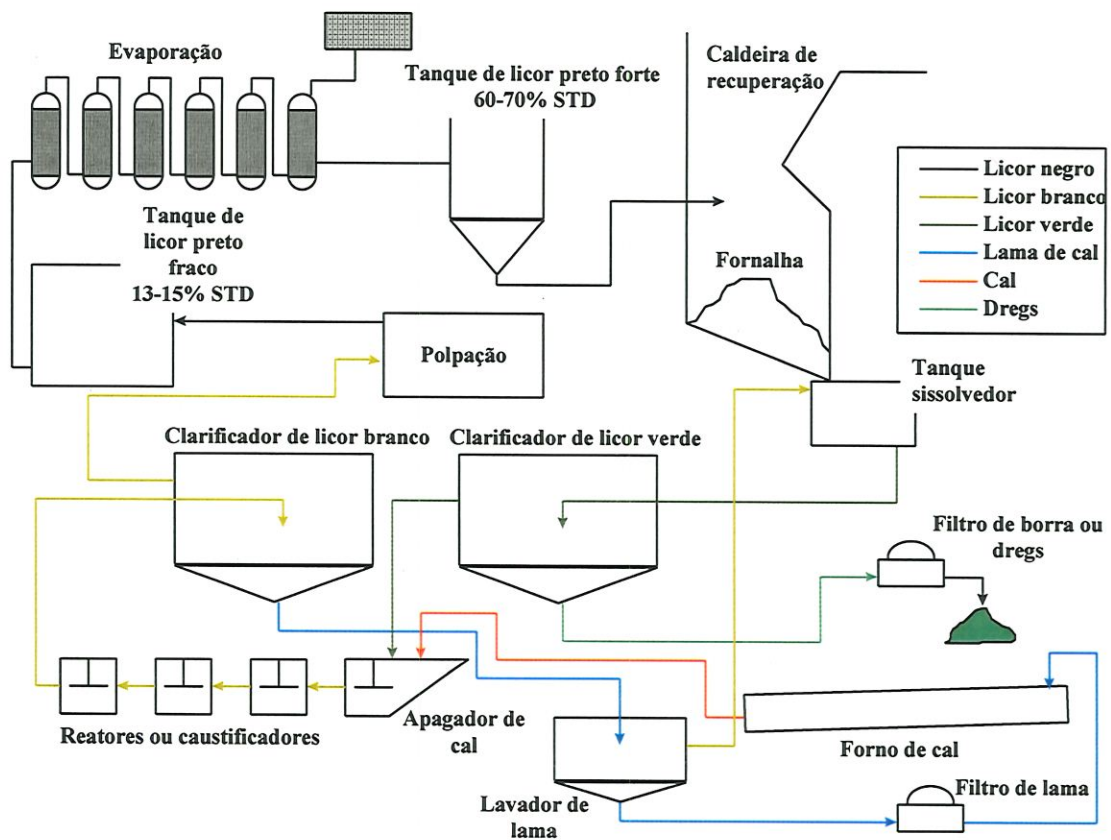 Evaporação
Tanque de licor preto forte
60-70% STD
Caldeira de
recuperação
Licor negro
Licor branco
Licor verde
Lama de cal
Cal
Dregs
Tanque de
licor preto
fraco
13-15% STD
Fornalha
Polpação
Tanque
sissolvedor
Clarificador de licor branco
Clarificador de licor verde
Filtro de borra ou
dregs
Reatores ou caustificadores
Apagador de
cal
Forno de cal
Lavador de
lama
Filtro de lama